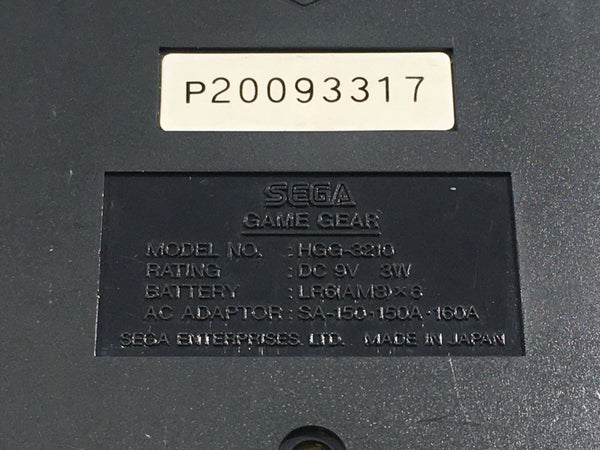 P20093317
SEGA
GAME GEAR
MODEL NO. : HGG-3210
RATING : DC 9V 3W
BATTERY : LR6(AM3)×6
AC ADAPTOR : SA-150·150A·160A
SEGA ENTERPRISES, LTD. MADE IN JAPAN